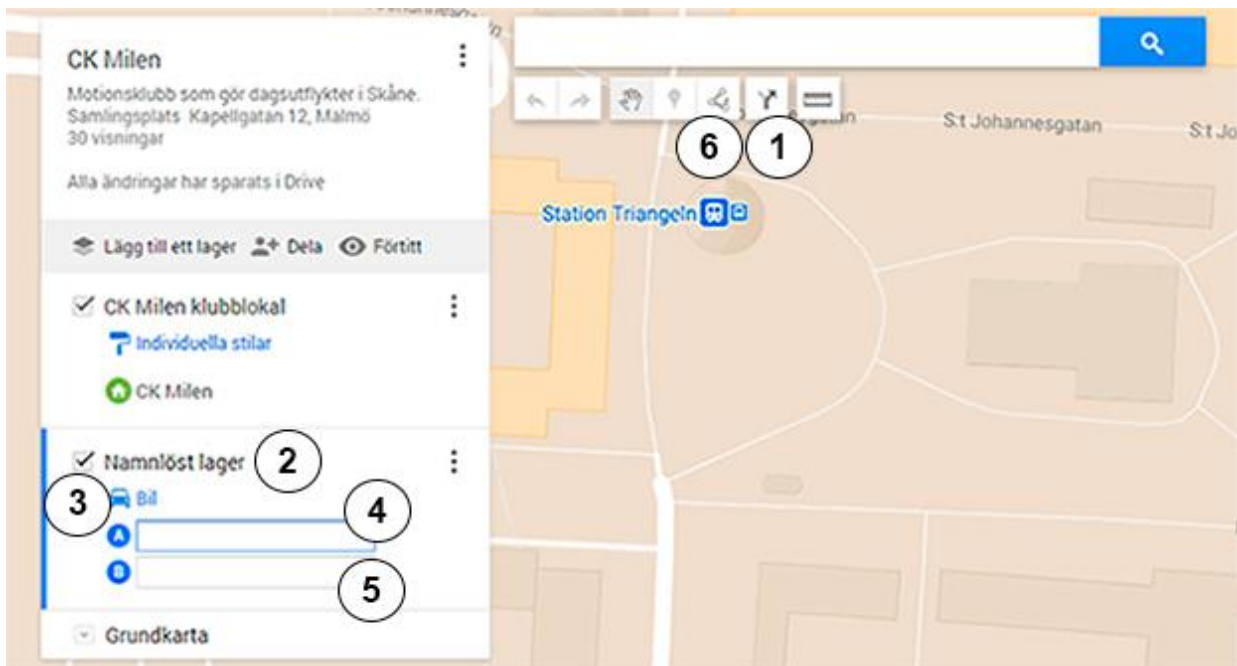 CK Milen
Motionsklubb som gör dagsutflykter i Skåne.
Samlingsplats Kapellgatan 12, Malmö
30 visningar
Alla ändringar har sparats i Drive
Lägg till ett lager Dela Förtitt
CK Milen klubblokal
Individuella stilar
CK Milen
Namnlöst lager 2
3 Bil
A 4
B 5
Grundkarta
6 1
S:t Johannesgatan S:t Jo
Station Triangeln